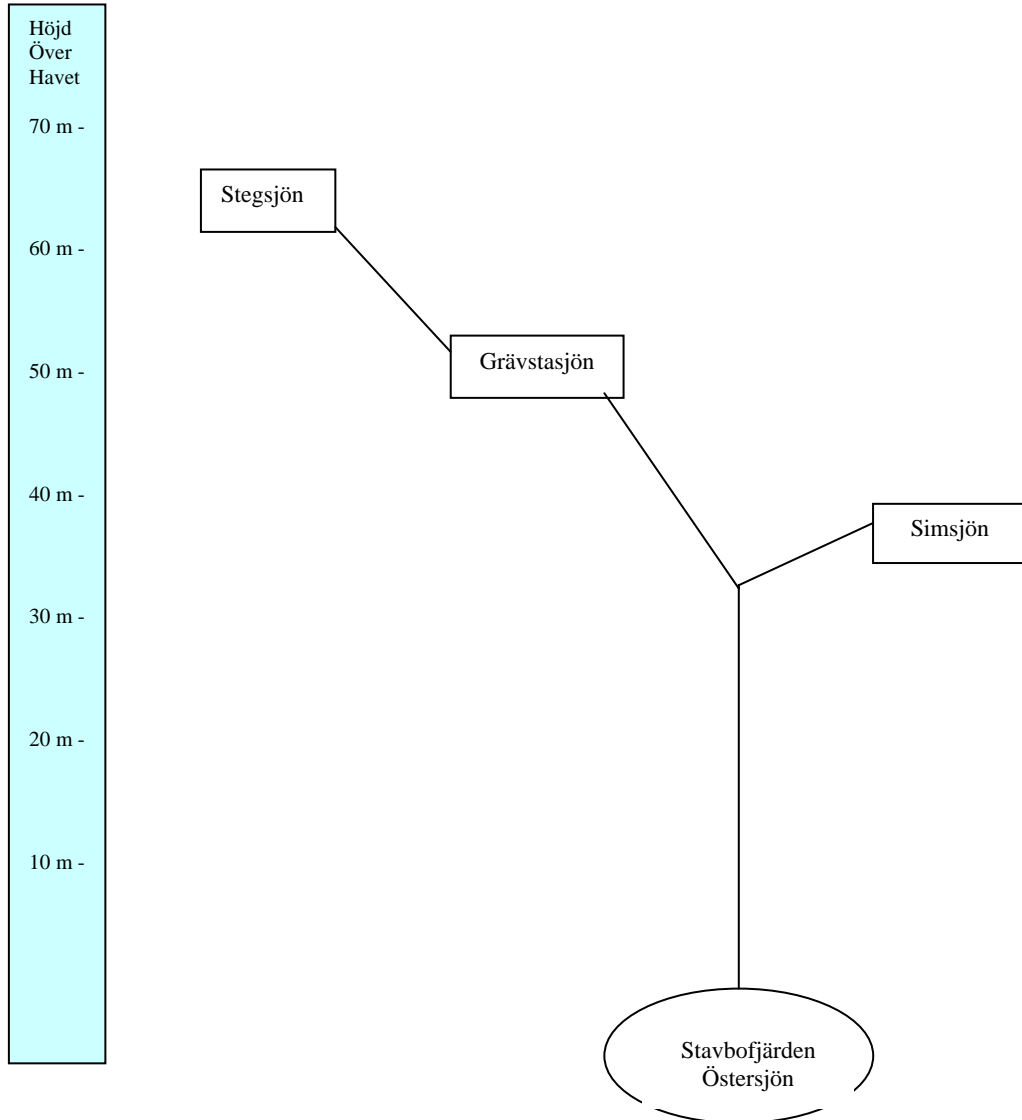 Höjd
Över
Havet
70 m -
Stegsjön
60 m -
Grävstasjön
50 m -
40 m -
Simsjön
30 m -
20 m -
10 m -
Stavbofjärden
Östersjön